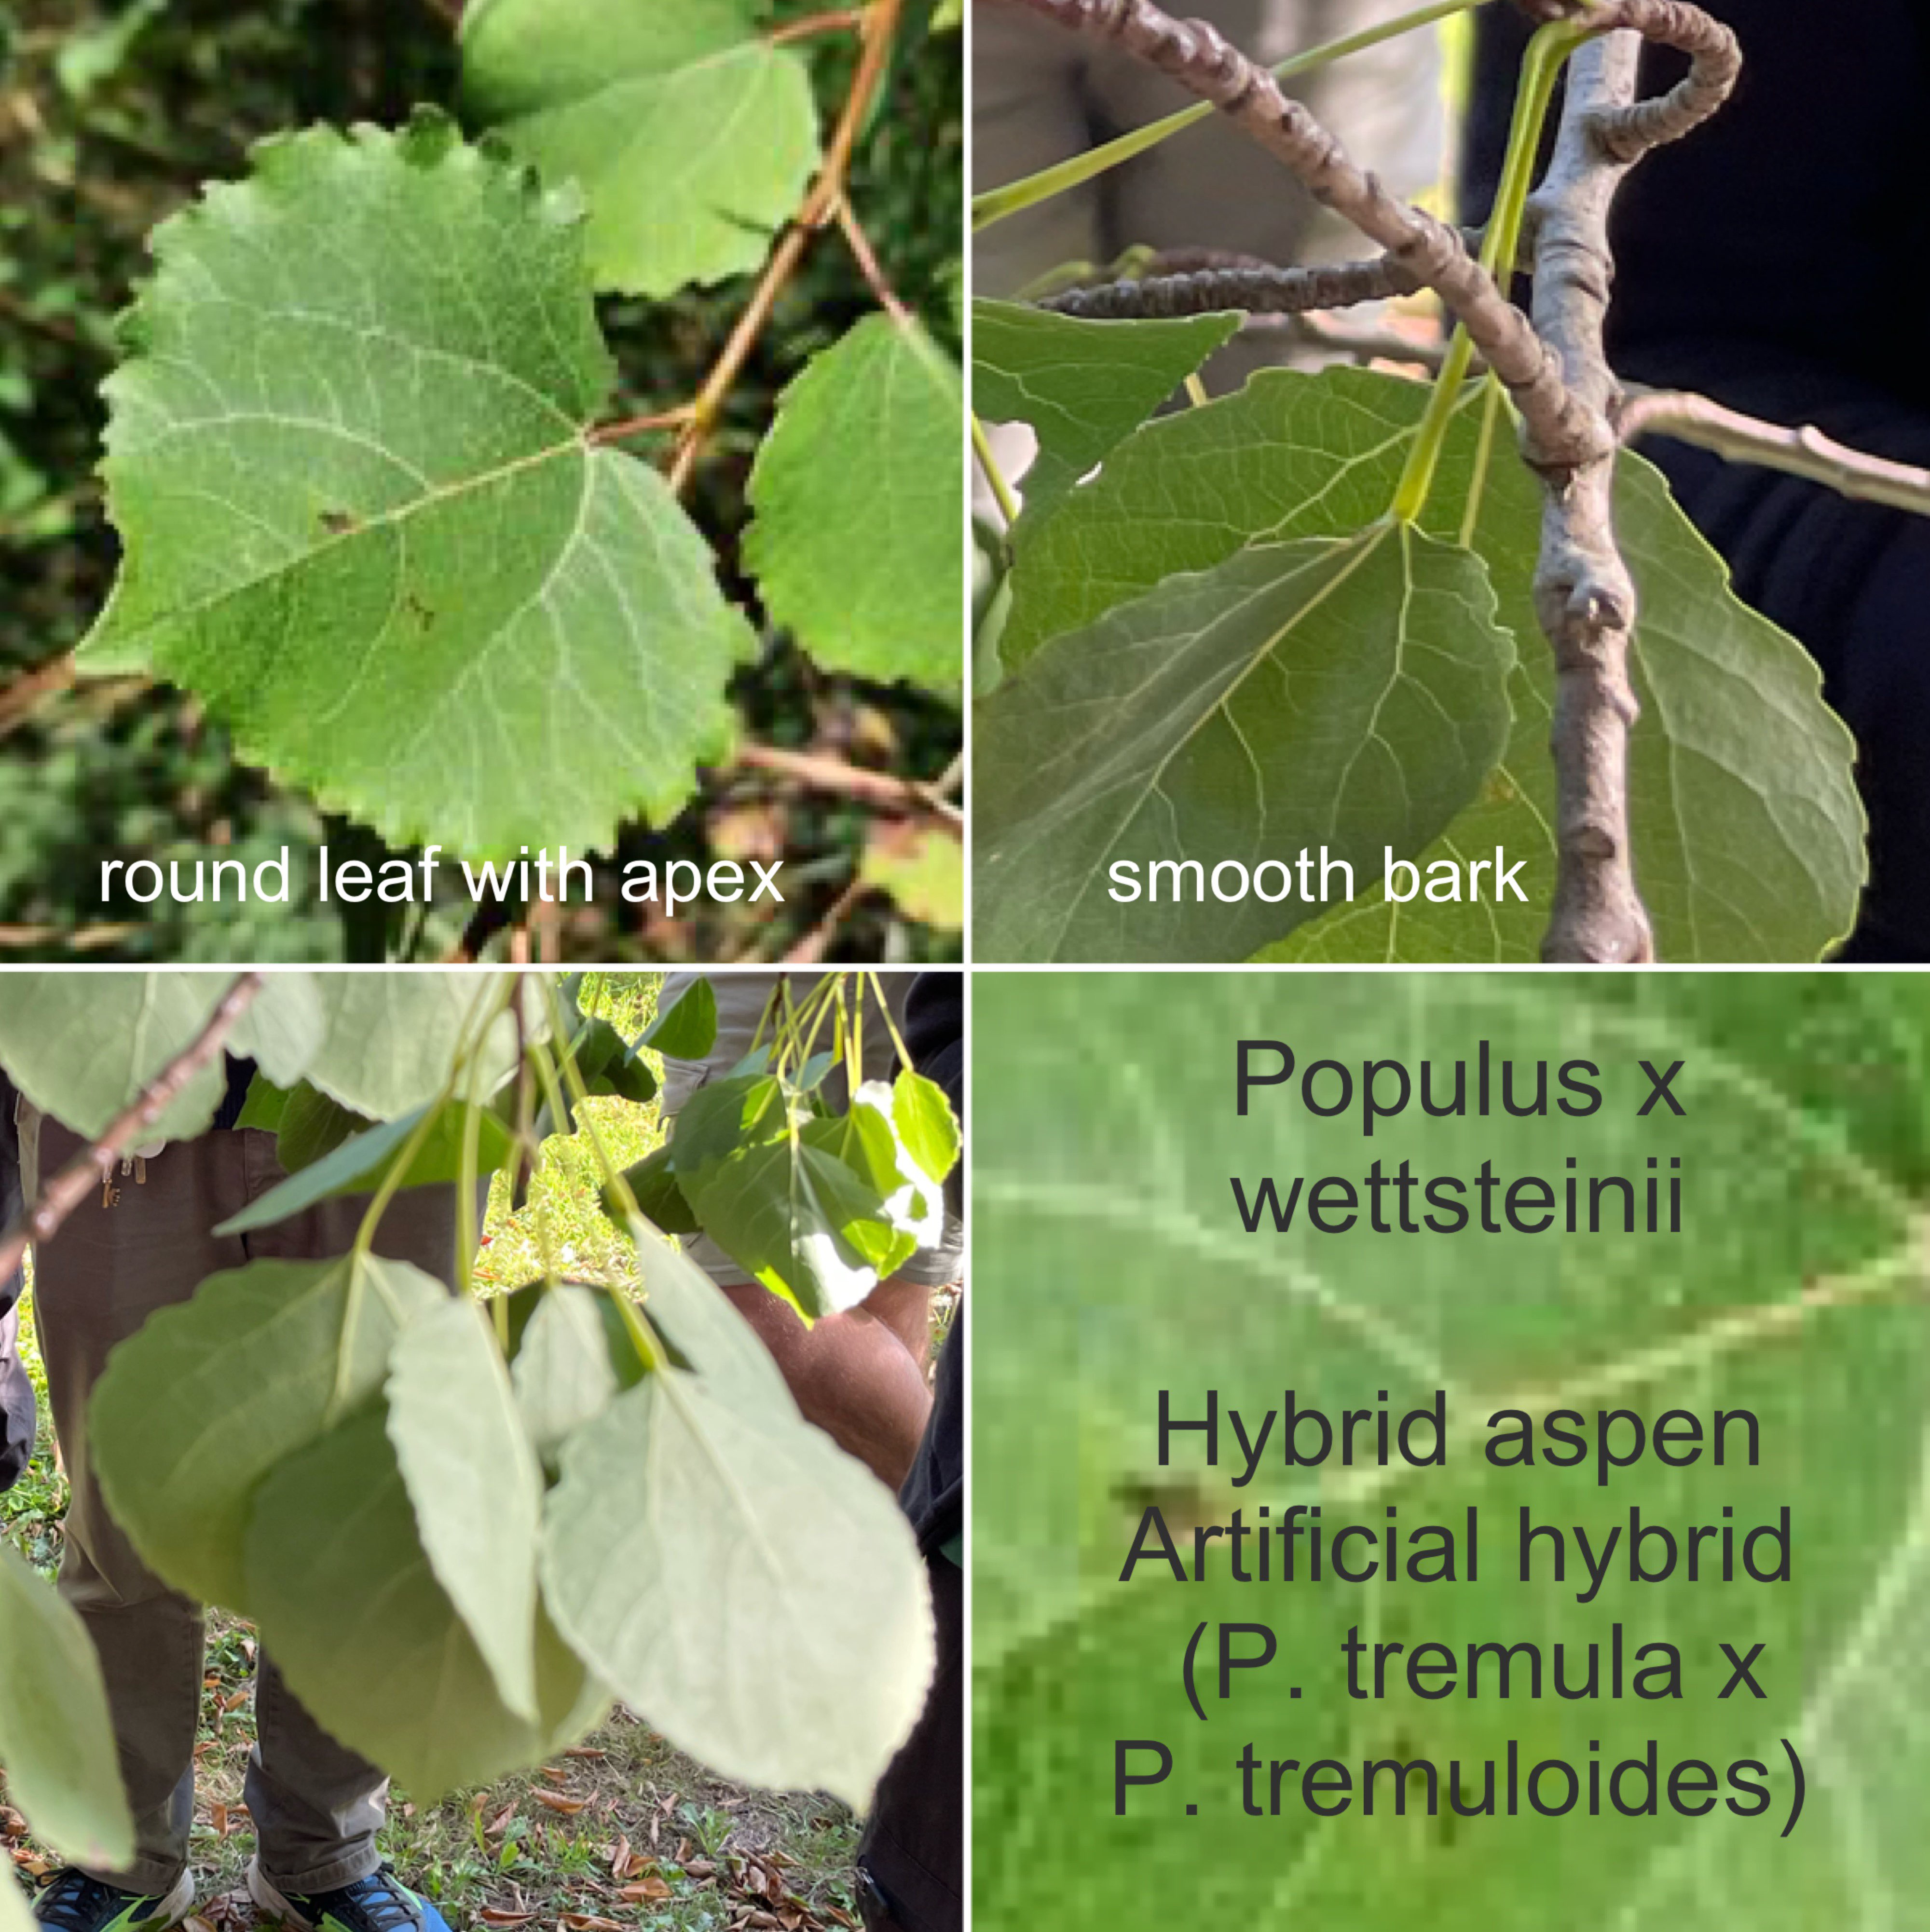 round leaf with apex
smooth bark
Populus x
wettsteinii
Hybrid aspen
Artificial hybrid
(P. tremula x
P. tremuloides)